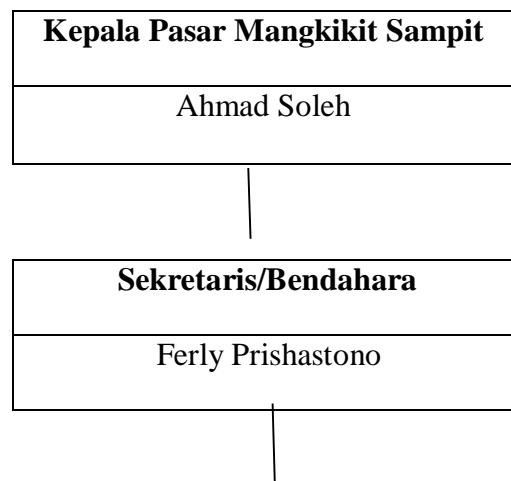 Kepala Pasar Mangkikit Sampit
Ahmad Soleh
Sekretaris/Bendahara
Ferly Prishastono